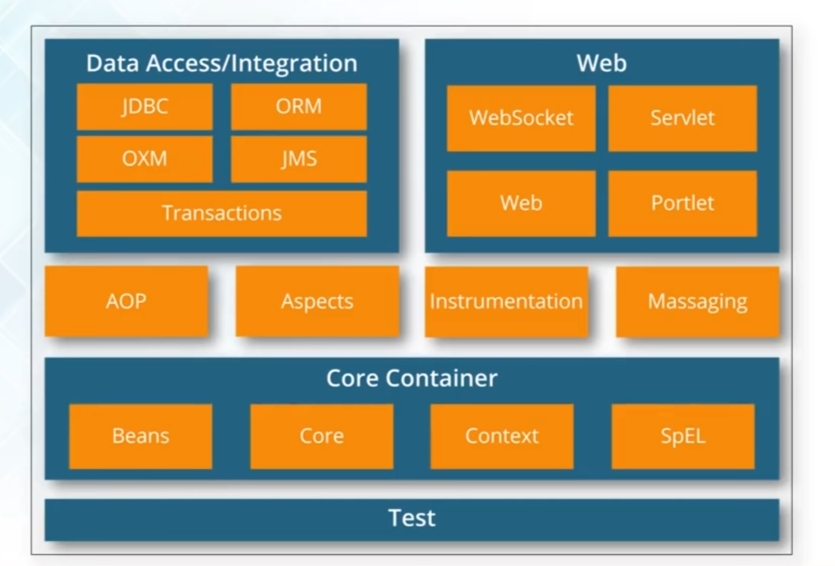 Data Access/Integration
JDBC
ORM
OXM
JMS
Transactions
Web
WebSocket
Servlet
Web
Portlet
AOP
Aspects
Instrumentation
Massaging
Core Container
Beans
Core
Context
SpEL
Test